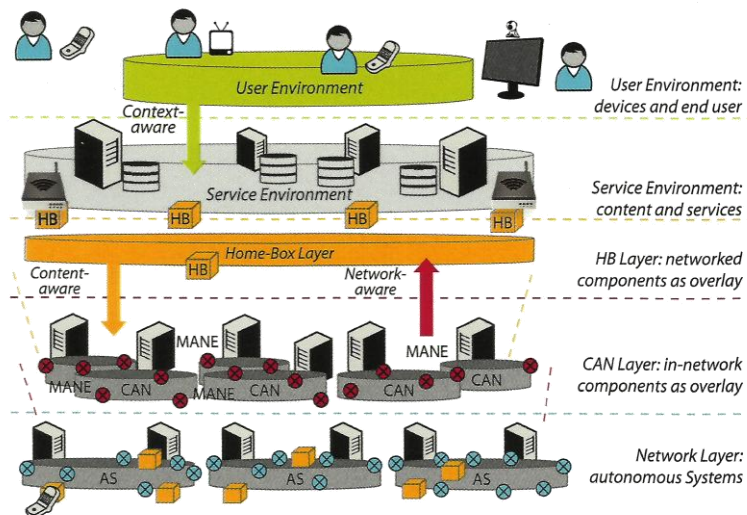 User Environment
User Environment:
devices and end user
Context-
aware
Service Environment
Service Environment:
content and services
HB
HB
HB
HB
Home-Box Layer
HB
HB Layer: networked
components as overlay
Content-
aware
Network-
aware
MANE
MANE
MANE
CAN
MANE
CAN
CAN
CAN
CAN Layer: in-network
components as overlay
Network Layer:
autonomous Systems
AS
AS
AS